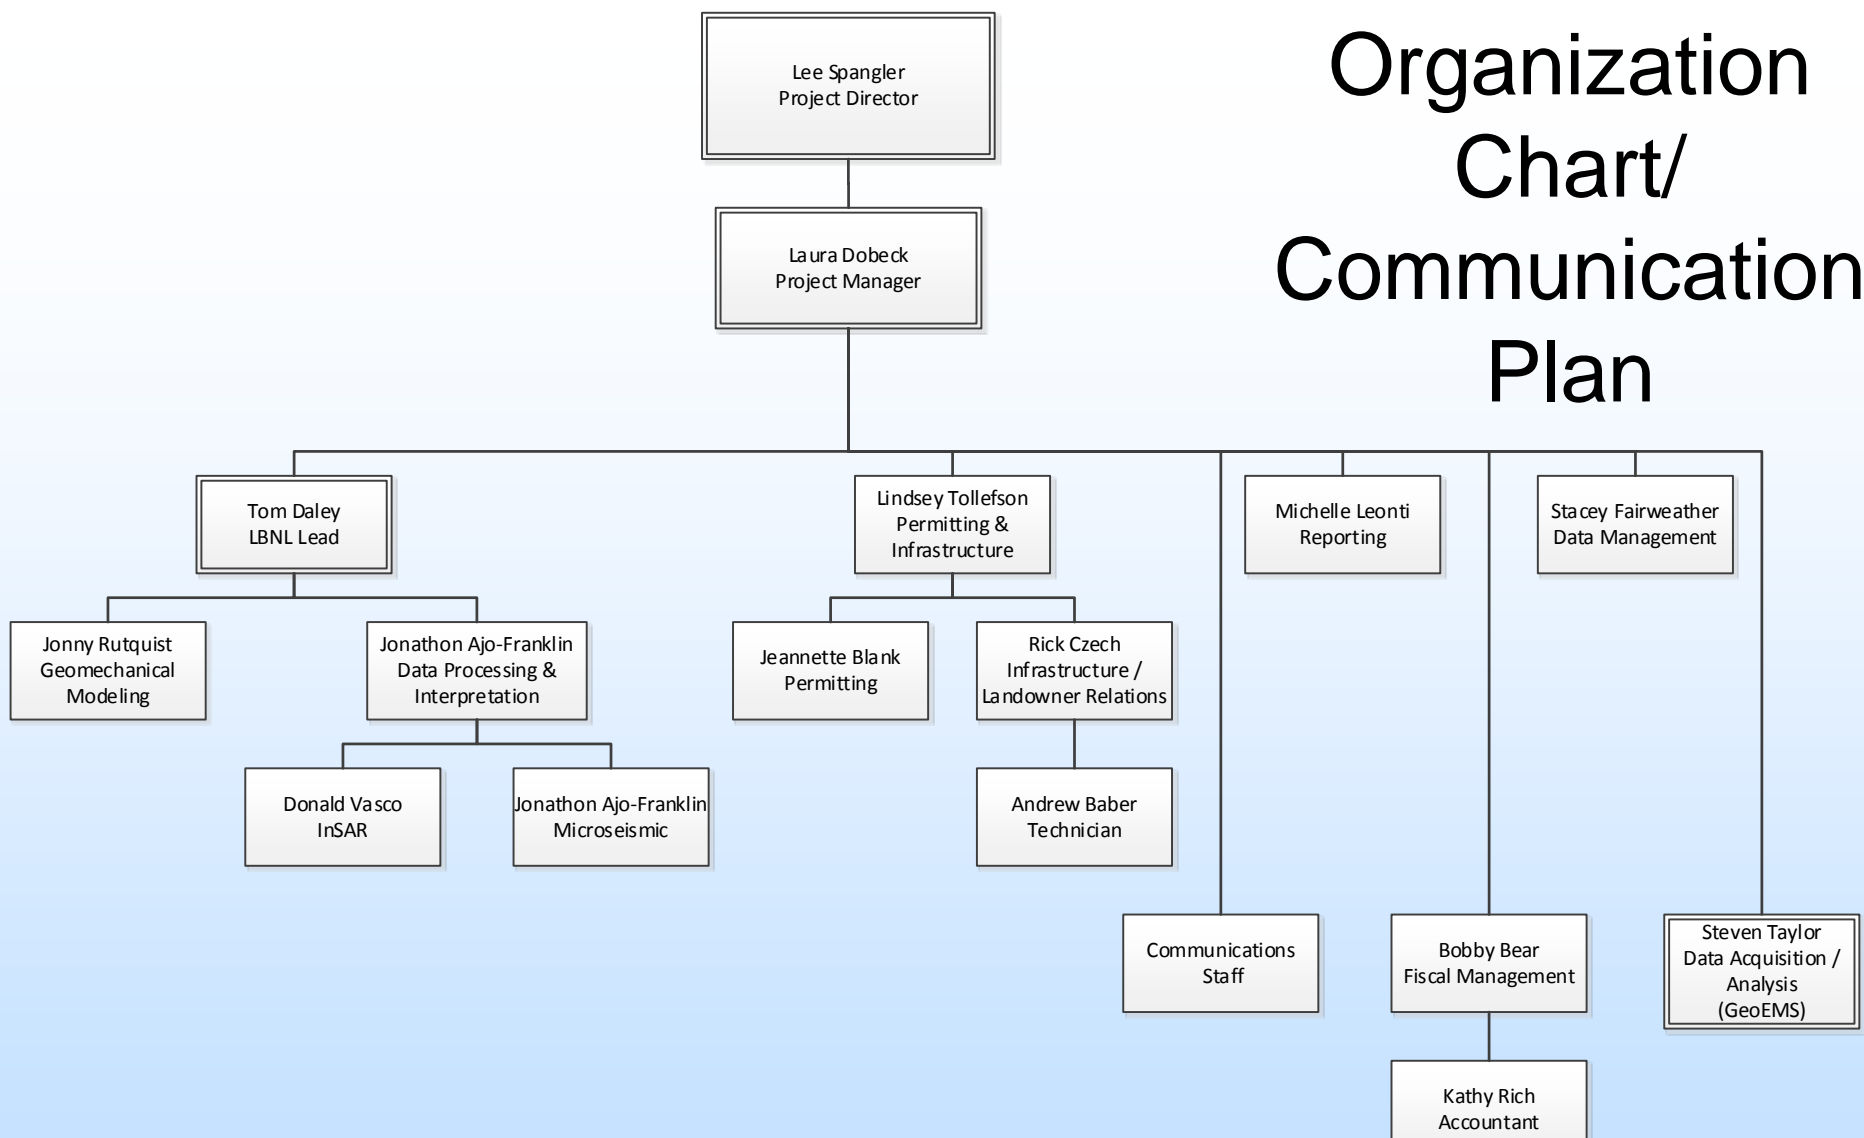 Organization
Chart/
Communication
Plan
Lee Spangler
Project Director
Laura Dobeck
Project Manager
Tom Daley
LBNL Lead
Lindsey Tollefson
Permitting &
Infrastructure
Michelle Leonti
Reporting
Stacey Fairweather
Data Management
Jonny Rutquist
Geomechanical
Modeling
Jonathon Ajo-Franklin
Data Processing &
Interpretation
Jeannette Blank
Permitting
Rick Czech
Infrastructure /
Landowner Relations
Donald Vasco
InSAR
Jonathon Ajo-Franklin
Microseismic
Andrew Baber
Technician
Communications
Staff
Bobby Bear
Fiscal Management
Steven Taylor
Data Acquisition /
Analysis
(GeoEMS)
Kathy Rich
Accountant